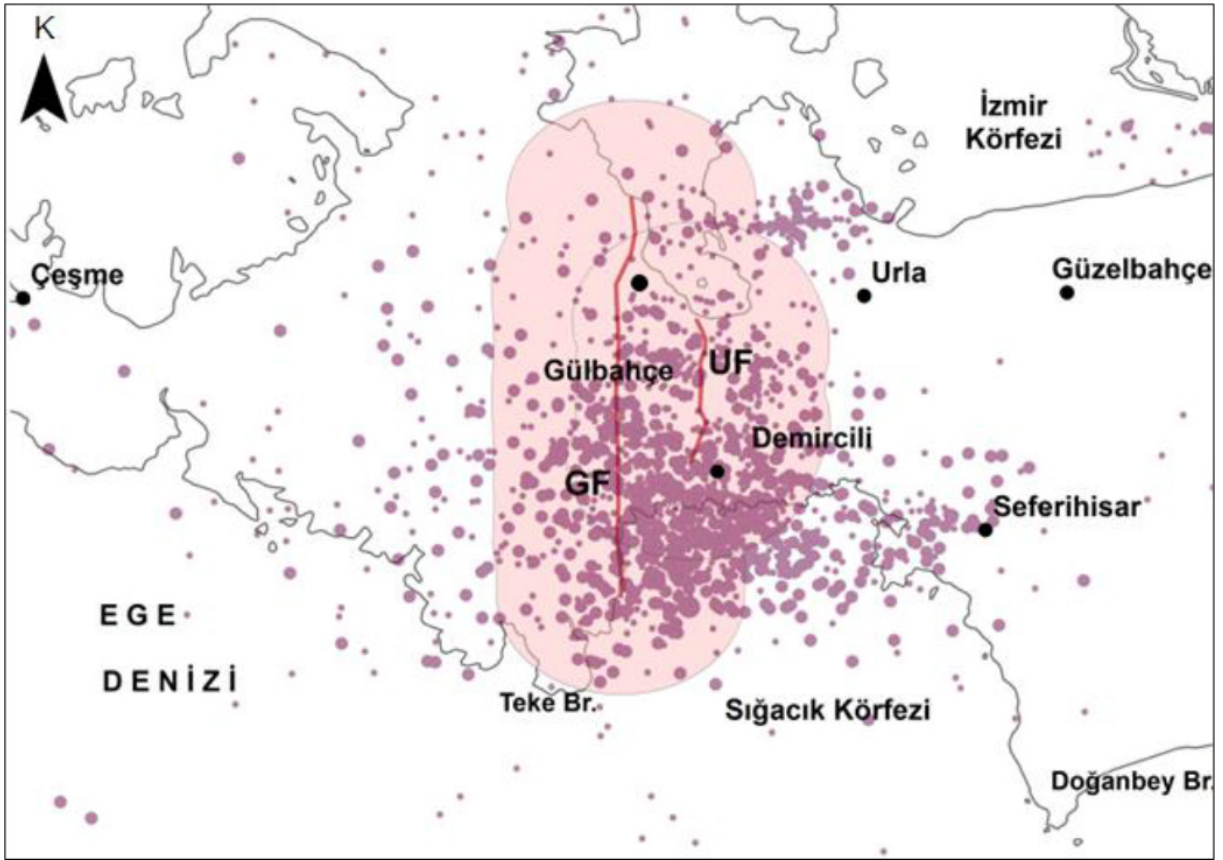 K
İzmir
Körfezi
Çeşme
Urla
Güzelbahçe
Gülbahçe
UF
Demircili
GF
Seferihisar
E G E
D E N İ Z İ
Teke Br.
Sığacık Körfezi
Doğanbey Br.